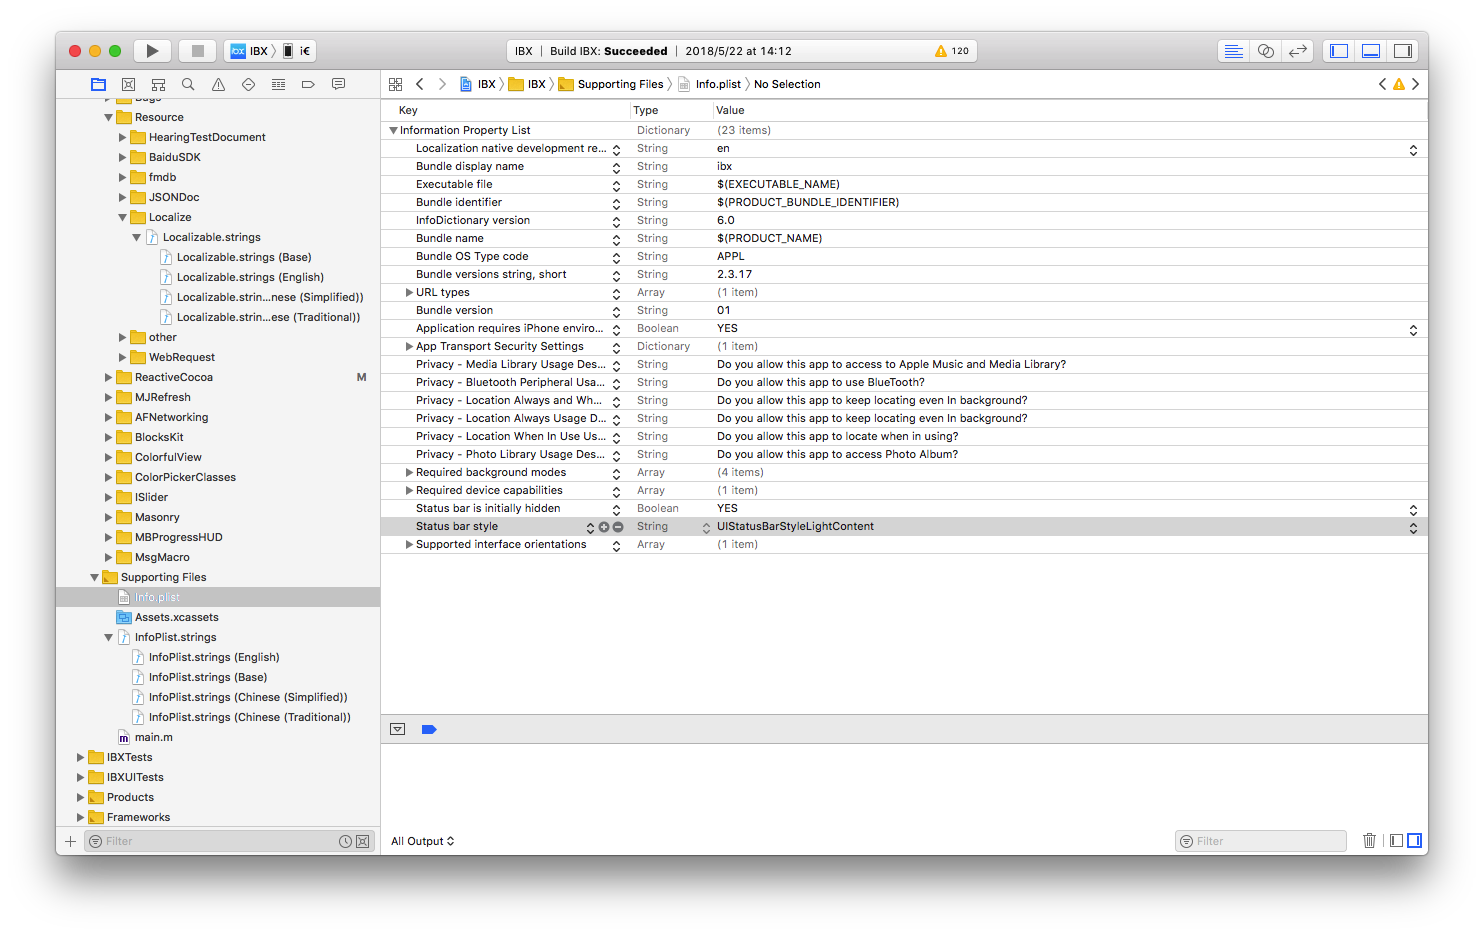 IBX
i€
IBX | Build IBX: Succeeded | 2018/5/22 at 14:12
120
IBX
IBX
Supporting Files
Info.plist
No Selection
Bugs
Resource
HearingTestDocument
BaiduSDK
fmdb
JSONDoc
Localize
Localizable.strings
Localizable.strings (Base)
Localizable.strings (English)
Localizable.strin...nese (Simplified))
Localizable.strin...ese (Traditional))
other
WebRequest
ReactiveCocoa M
MJRefresh
AFNetworking
BlocksKit
ColorfulView
ColorPickerClasses
ISlider
Masonry
MBProgressHUD
MsgMacro
Supporting Files
Info.plist
Assets.xcassets
InfoPlist.strings
InfoPlist.strings (English)
InfoPlist.strings (Base)
InfoPlist.strings (Chinese (Simplified))
InfoPlist.strings (Chinese (Traditional))
main.m
IBXTests
IBXUITests
Products
Frameworks
Filter
Key Type Value
Information Property List Dictionary (23 items)
Localization native development re... String en
Bundle display name String ibx
Executable file String $(EXECUTABLE_NAME)
Bundle identifier String $(PRODUCT_BUNDLE_IDENTIFIER)
InfoDictionary version String 6.0
Bundle name String $(PRODUCT_NAME)
Bundle OS Type code String APPL
Bundle versions string, short String 2.3.17
URL types Array (1 item)
Bundle version String 01
Application requires iPhone enviro... Boolean YES
App Transport Security Settings Dictionary (1 item)
Privacy - Media Library Usage Des... String Do you allow this app to access to Apple Music and Media Library?
Privacy - Bluetooth Peripheral Usa... String Do you allow this app to use BlueTooth?
Privacy - Location Always and Wh... String Do you allow this app to keep locating even In background?
Privacy - Location Always Usage D... String Do you allow this app to keep locating even In background?
Privacy - Location When In Use Us... String Do you allow this app to locate when in using?
Privacy - Photo Library Usage Des... String Do you allow this app to access Photo Album?
Required background modes Array (4 items)
Required device capabilities Array (1 item)
Status bar is initially hidden Boolean YES
Status bar style String UIStatusBarStyleLightContent
Supported interface orientations Array (1 item)
All Output
Filter